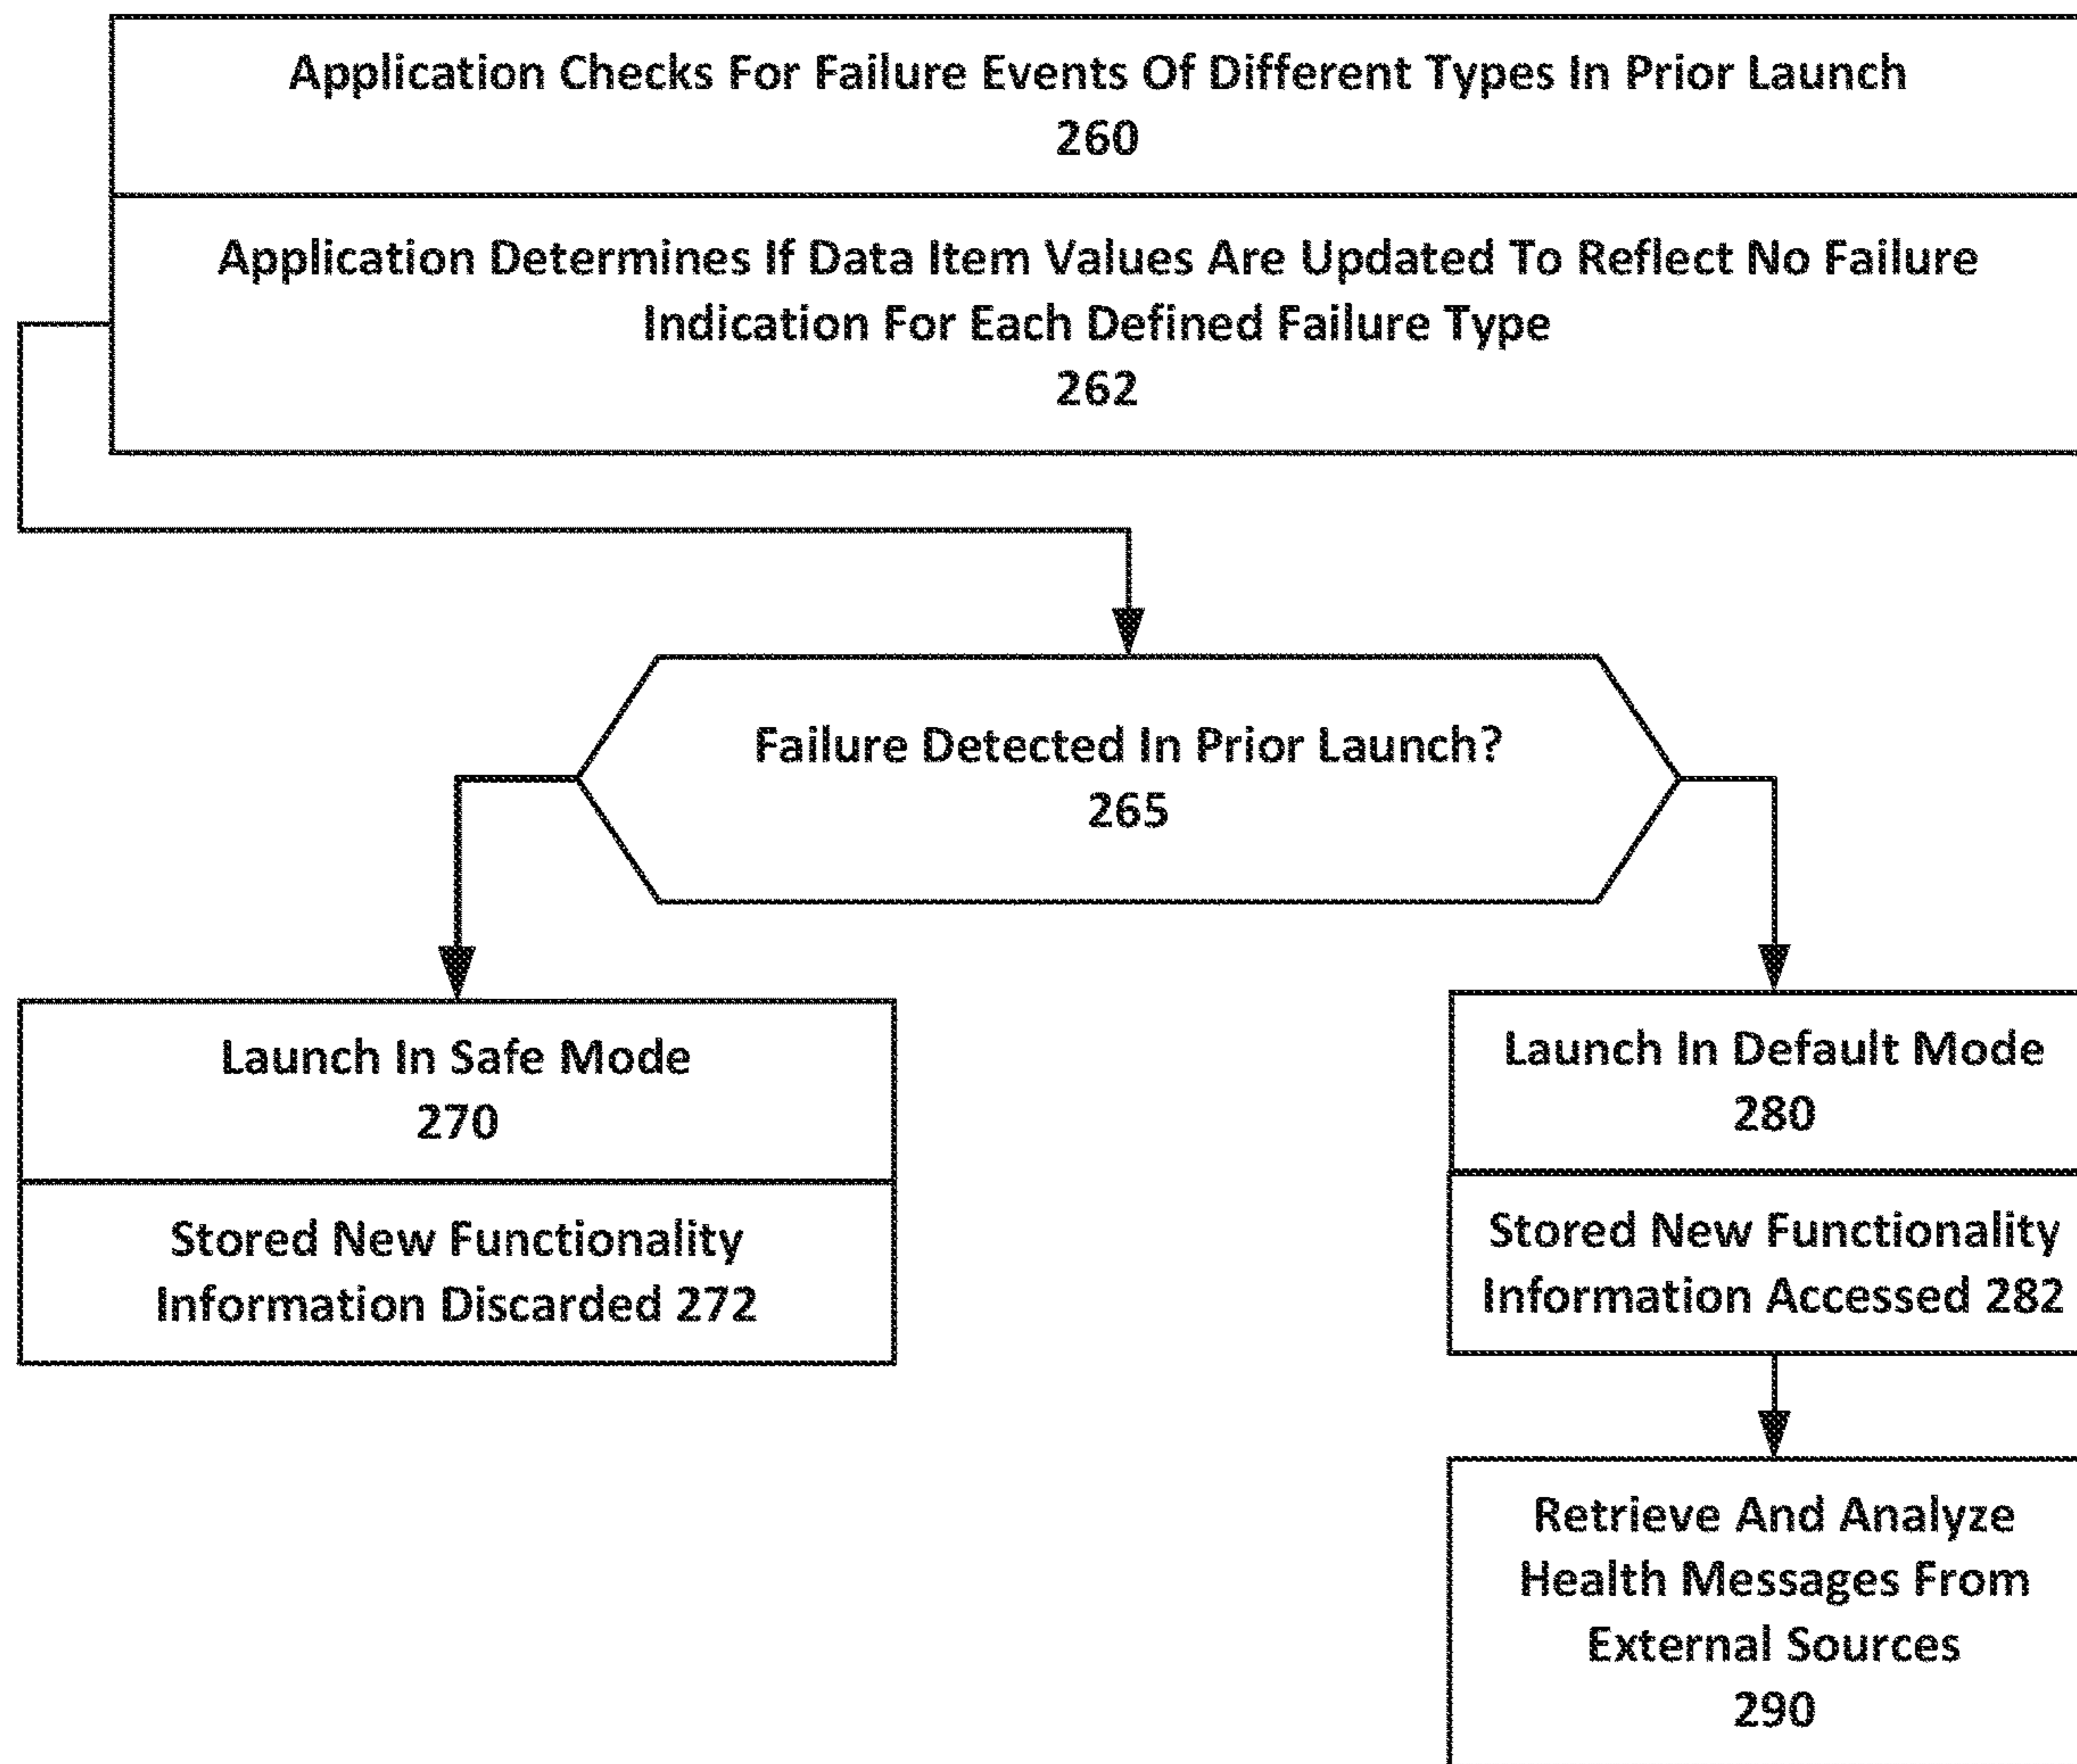 Application Checks For Failure Events Of Different Types In Prior Launch
260
Application Determines If Data Item Values Are Updated To Reflect No Failure
Indication For Each Defined Failure Type
262
Failure Detected In Prior Launch?
265
Launch In Safe Mode
270
Stored New Functionality
Information Discarded 272
Launch In Default Mode
280
Stored New Functionality
Information Accessed 282
Retrieve And Analyze
Health Messages From
External Sources
290